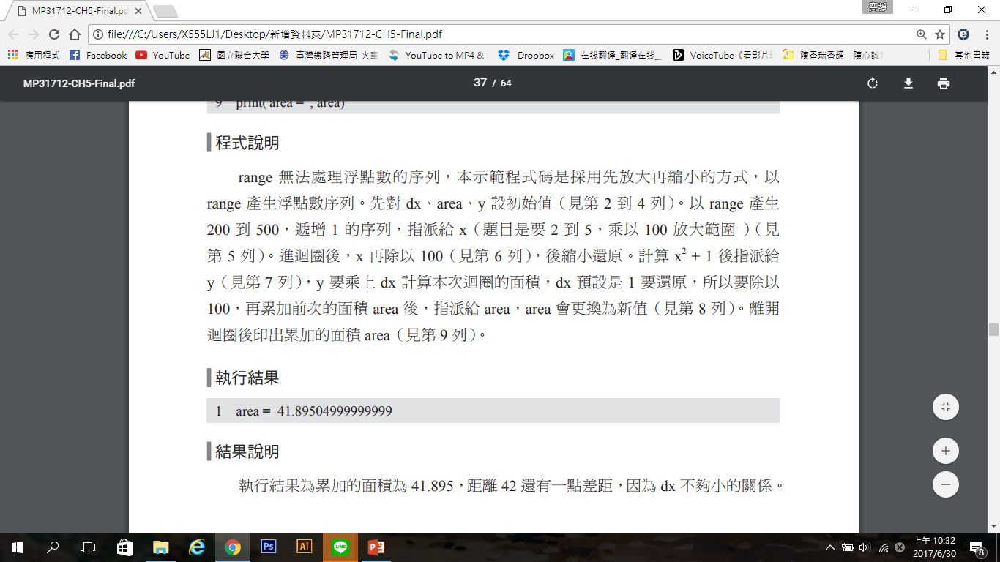 MP31712-CH5-Final.pd
奕靜
file:///C:/Users/X555LJ1/Desktop/新增資料夾/MP31712-CH5-Final.pdf
應用程式 Facebook YouTube 國立聯合大學 臺灣鐵路管理局-火車 YouTube to MP4 & Dropbox 在线翻译_翻译在线_ VoiceTube《看影片 陳香瑞香舖 – 陳心誠 其他書籤
MP31712-CH5-Final.pdf 37 / 64
9 print( area = , area)
程式說明
range 無法處理浮點數的序列，本示範程式碼是採用先放大再縮小的方式，以
range 產生浮點數序列。先對 dx、area、y 設初始值（見第 2 到 4 列）。以 range 產生
200 到 500，遞增 1 的序列，指派給 x（題目是要 2 到 5，乘以 100 放大範圍 ）（見
第 5 列）。進迴圈後，x 再除以 100（見第 6 列），後縮小還原。計算 x² + 1 後指派給
y（見第 7 列），y 要乘上 dx 計算本次迴圈的面積，dx 預設是 1 要還原，所以要除以
100，再累加前次的面積 area 後，指派給 area，area 會更換為新值（見第 8 列）。離開
迴圈後印出累加的面積 area（見第 9 列）。
執行結果
1 area = 41.89504999999999
結果說明
執行結果為累加的面積為 41.895，距離 42 還有一點差距，因為 dx 不夠小的關係。
Ps Ai LINE P
上午 10:32
2017/6/30
8